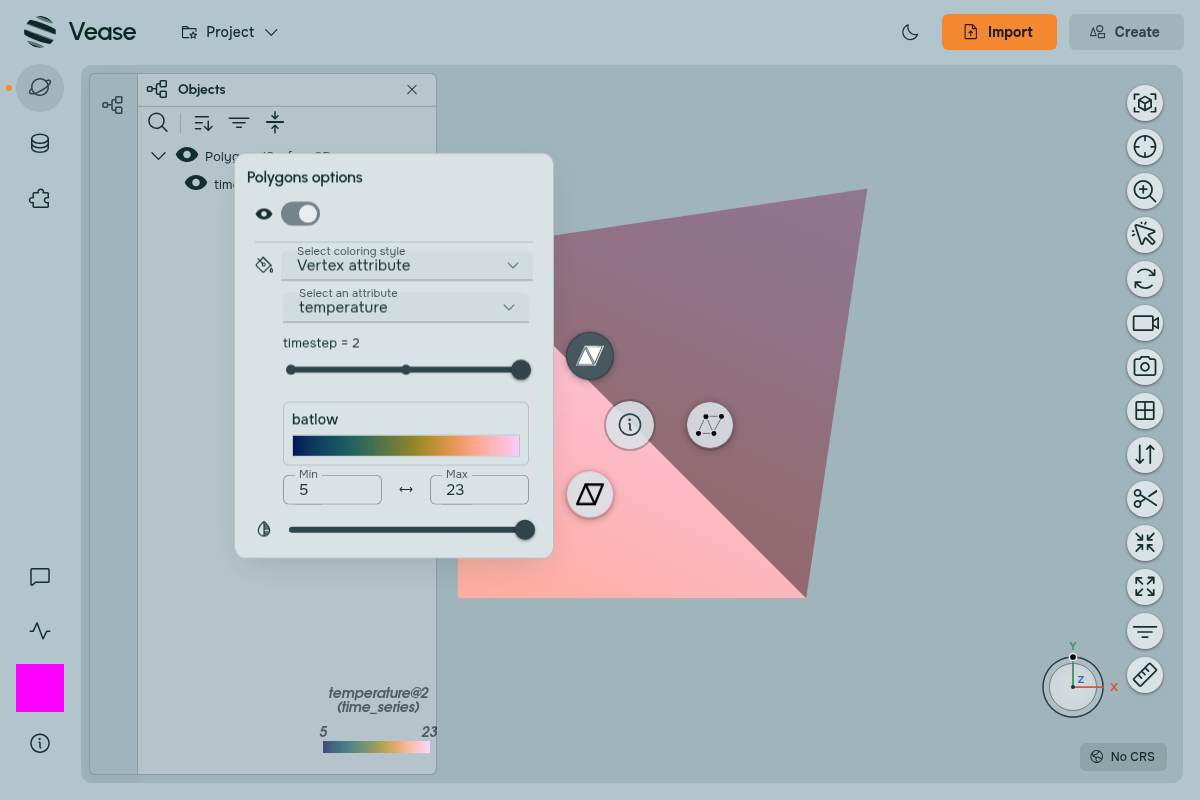 Vease
Project
Import
Create
Objects
Polygons options
Select coloring style
Vertex attribute
Select an attribute
temperature
timestep = 2
batlow
Min
5
Max
23
temperature@2
(time_series)
5
23
Y
Z
X
No CRS